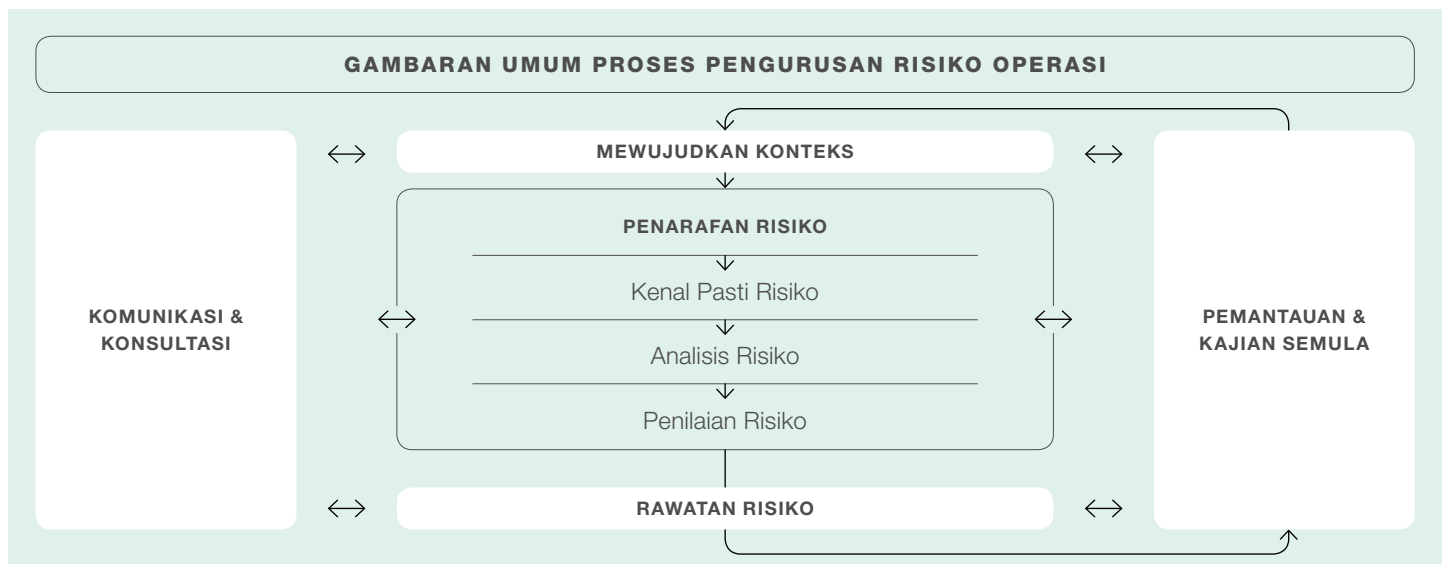 GAMBARAN UMUM PROSES PENGURUSAN RISIKO OPERASI
MEWUJUDKAN KONTEKS
PENARAFAN RISIKO
Kenal Pasti Risiko
KOMUNIKASI &
KONSULTASI
PEMANTAUAN &
KAJIAN SEMULA
Analisis Risiko
Penilaian Risiko
RAWATAN RISIKO